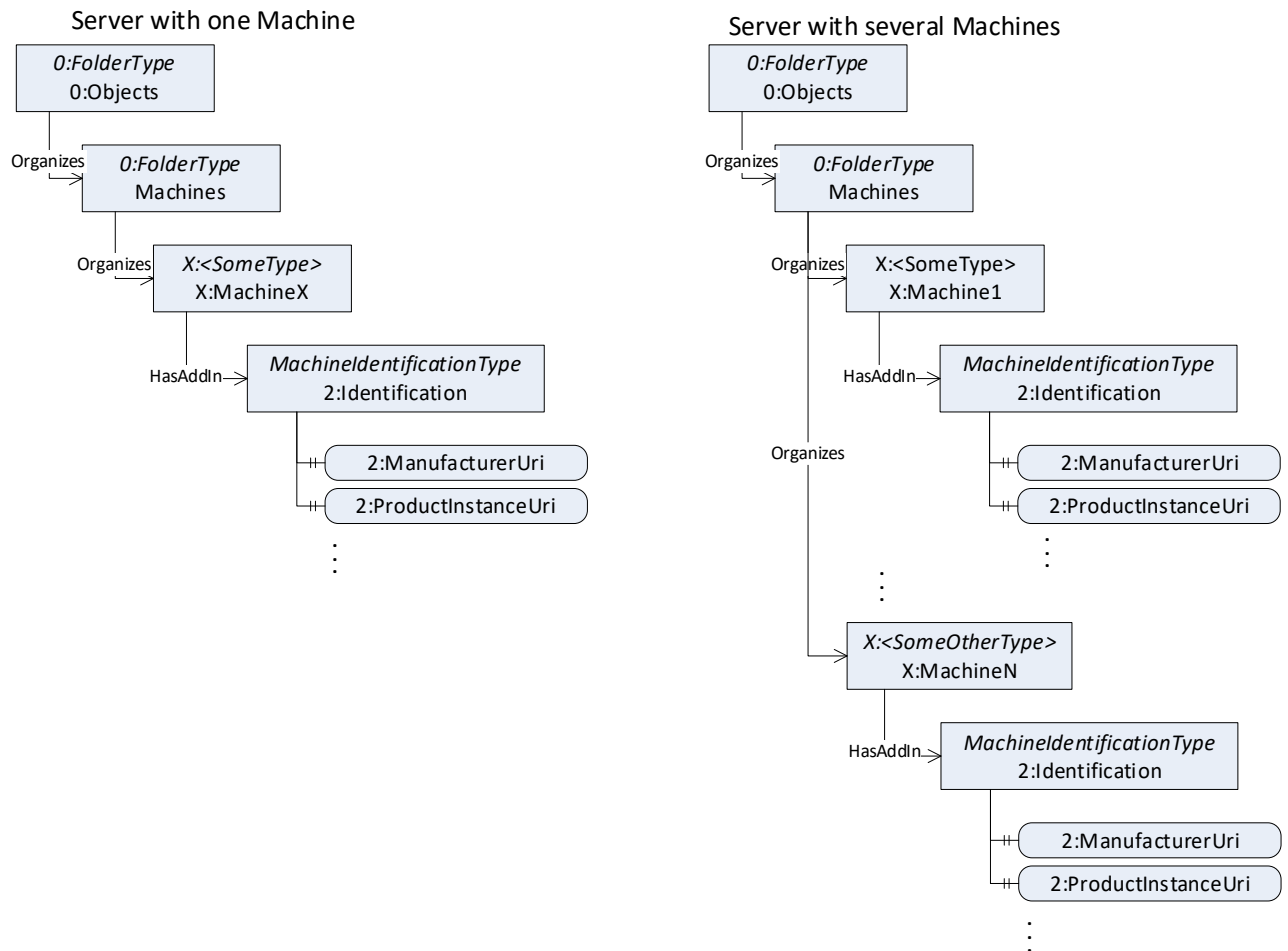 Server with one Machine
0:FolderType
0:Objects
Organizes
0:FolderType
Machines
Organizes
X:<SomeType>
X:MachineX
HasAddIn
MachineIdentificationType
2:Identification
2:ManufacturerUri
2:ProductInstanceUri
Server with several Machines
0:FolderType
0:Objects
Organizes
0:FolderType
Machines
Organizes
X:<SomeType>
X:Machine1
HasAddIn
MachineIdentificationType
2:Identification
2:ManufacturerUri
2:ProductInstanceUri
Organizes
X:<SomeOtherType>
X:MachineN
HasAddIn
MachineIdentificationType
2:Identification
2:ManufacturerUri
2:ProductInstanceUri